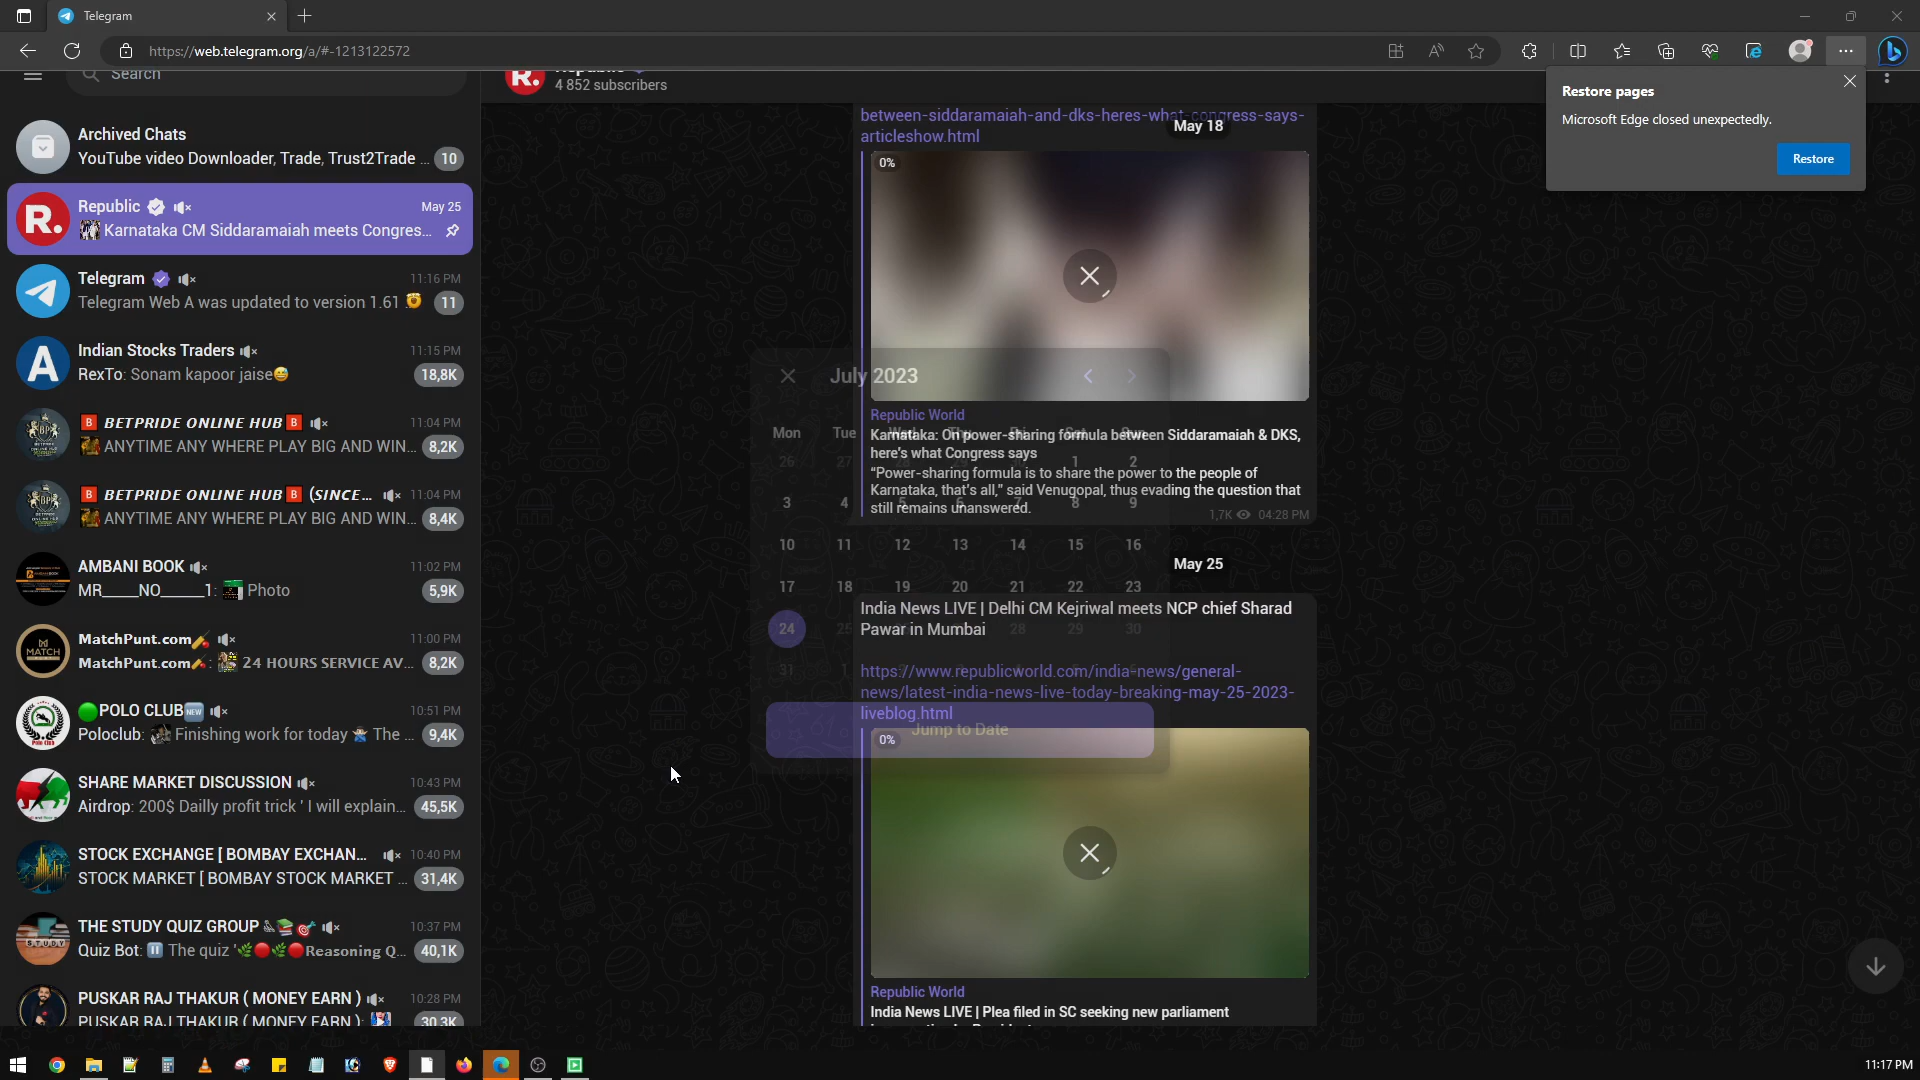 Telegram
https://web.telegram.org/a/#-1213122572
Search
4 852 subscribers
Restore pages
Microsoft Edge closed unexpectedly.
Restore
Archived Chats
YouTube video Downloader, Trade, Trust2Trade ... 10
Republic May 25
Karnataka CM Siddaramaiah meets Congres...
Telegram 11:16 PM
Telegram Web A was updated to version 1.61 11
Indian Stocks Traders 11:15 PM
RexTo: Sonam kapoor jaise😅 18,8K
🅱 BETPRIDE ONLINE HUB🅱 11:04 PM
ANYTIME ANY WHERE PLAY BIG AND WIN... 8,2K
🅱 BETPRIDE ONLINE HUB🅱 (SINCE... 11:04 PM
ANYTIME ANY WHERE PLAY BIG AND WIN... 8,4K
AMBANI BOOK 11:02 PM
MR____NO_____1: Photo 5,9K
MatchPunt.com🏏 11:00 PM
MatchPunt.com🏏: 24 HOURS SERVICE AV... 8,2K
🟢POLO CLUB🆕 10:51 PM
Poloclub: Finishing work for today The ... 9,4K
SHARE MARKET DISCUSSION 10:43 PM
Airdrop: 200$ Dailly profit trick ' I will explain... 45,5K
STOCK EXCHANGE [ BOMBAY EXCHAN... 10:40 PM
STOCK MARKET [ BOMBAY STOCK MARKET ... 31,4K
THE STUDY QUIZ GROUP 10:37 PM
Quiz Bot: The quiz '🌿🔴🌿🔴Reasoning Q... 40,1K
PUSKAR RAJ THAKUR ( MONEY EARN ) 10:28 PM
PUSKAR RAJ THAKUR ( MONEY EARN ): 30,3K
between-siddaramaiah-and-dks-heres-what-congress-says-
articleshow.html
May 18
0%
Republic World
Karnataka: On power-sharing formula between Siddaramaiah & DKS,
here's what Congress says
“Power-sharing formula is to share the power to the people of
Karnataka, that's all,” said Venugopal, thus evading the question that
still remains unanswered.
1,7K 04:28 PM
May 25
India News LIVE | Delhi CM Kejriwal meets NCP chief Sharad
Pawar in Mumbai
https://www.republicworld.com/india-news/general-
news/latest-india-news-live-today-breaking-may-25-2023-
liveblog.html
0%
Republic World
India News LIVE | Plea filed in SC seeking new parliament
July 2023
Mon Tue Wed Thu Fri Sat Sun
26 27 28 29 30 1 2
3 4 5 6 7 8 9
10 11 12 13 14 15 16
17 18 19 20 21 22 23
24 25 28 29 30
31 1
Jump to Date
11:17 PM